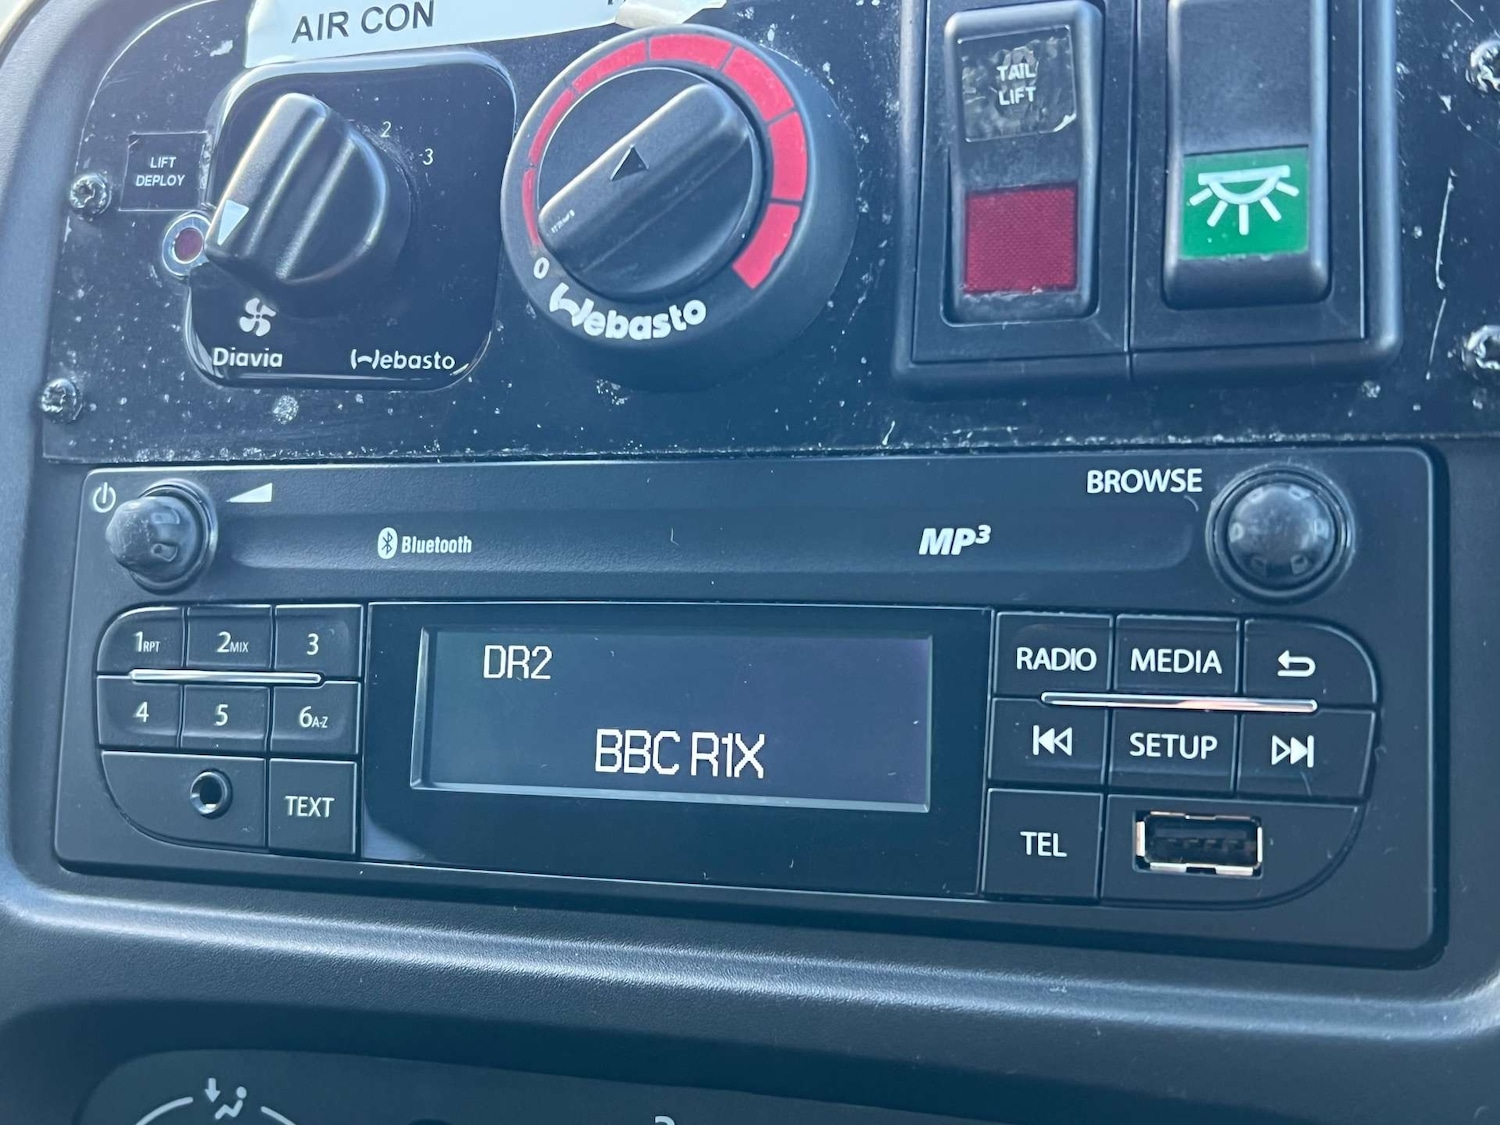 AIR CON
2
3
TAIL
LIFT
LIFT
DEPLOY
0
Webasto
Diavia
Webasto
BROWSE
Bluetooth
MP3
1RPT
2MIX
3
4
5
6A-Z
TEXT
DR2
BBC R1X
RADIO
MEDIA
SETUP
TEL